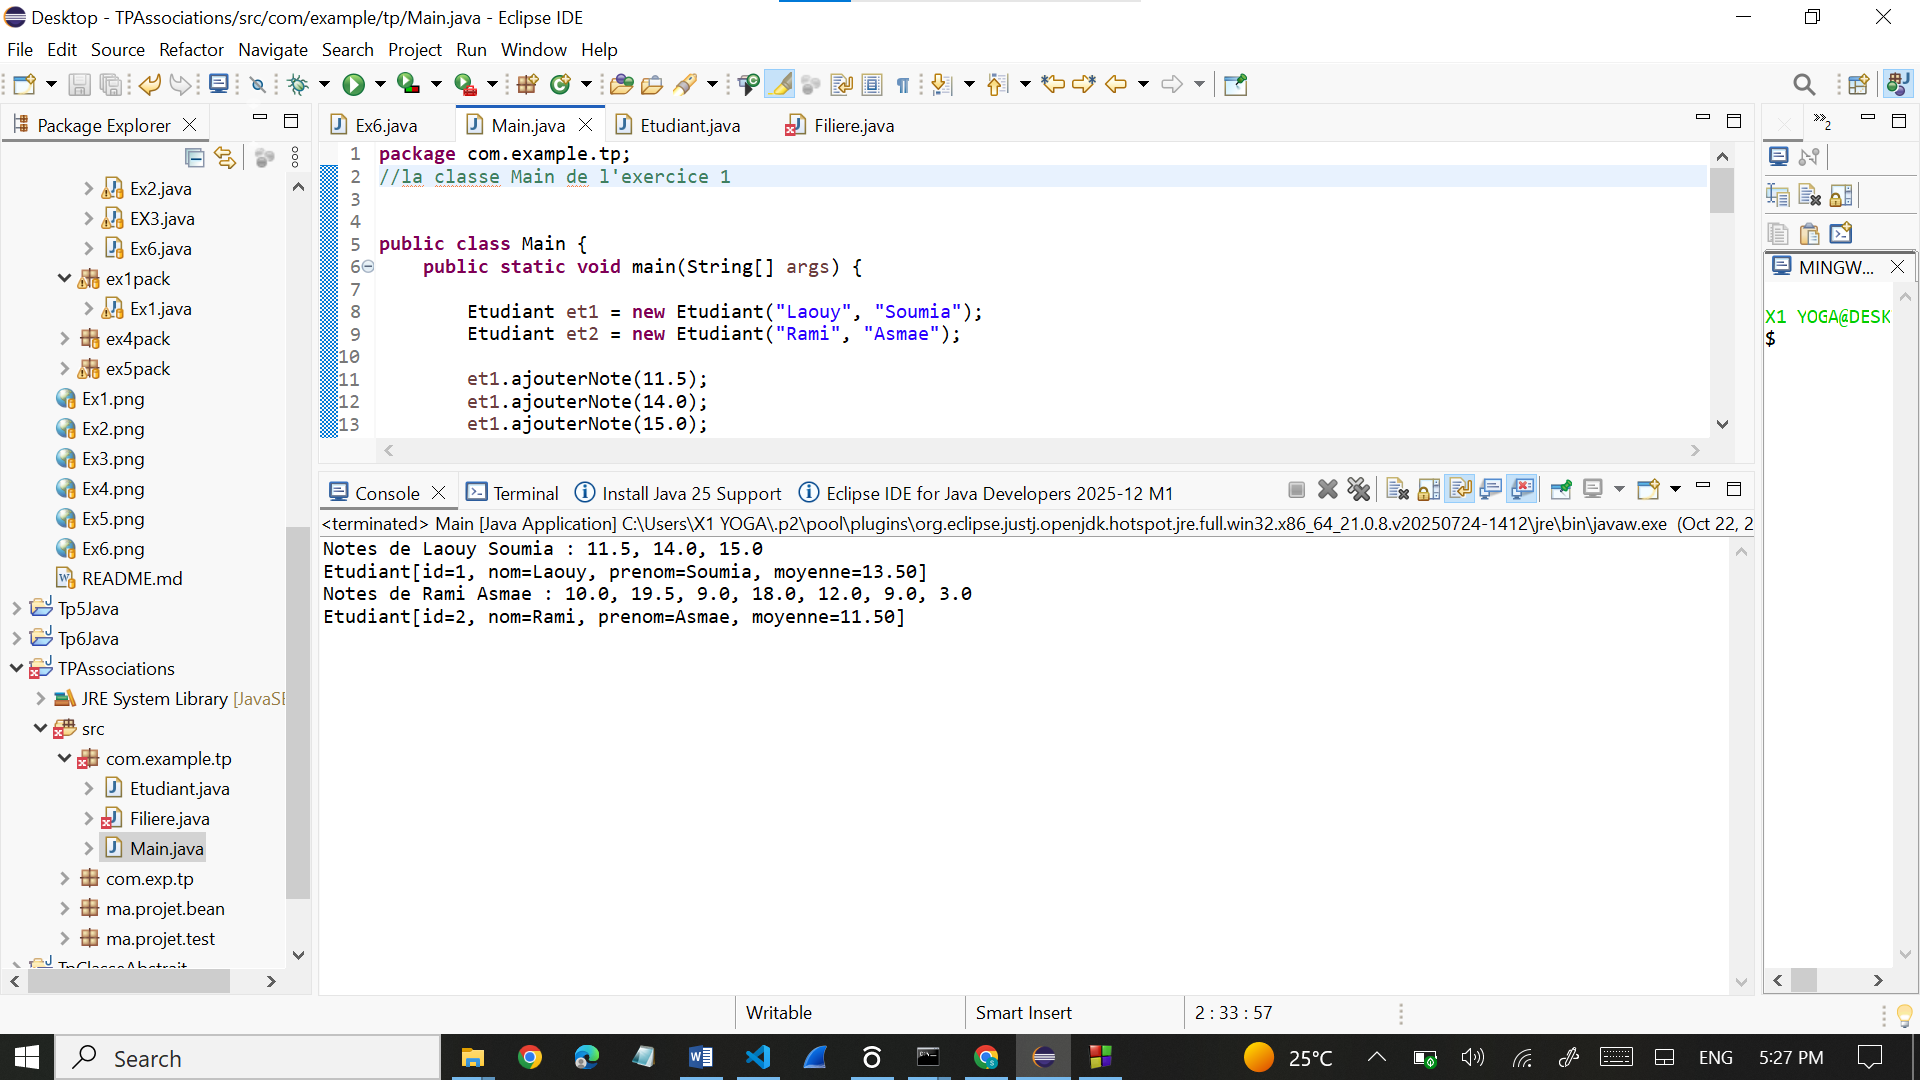 Desktop - TPAssociations/src/com/example/tp/Main.java - Eclipse IDE
File Edit Source Refactor Navigate Search Project Run Window Help
Package Explorer
Ex2.java
EX3.java
Ex6.java
ex1pack
Ex1.java
ex4pack
ex5pack
Ex1.png
Ex2.png
Ex3.png
Ex4.png
Ex5.png
Ex6.png
README.md
Tp5Java
Tp6Java
TPAssociations
JRE System Library [JavaSE
src
com.example.tp
Etudiant.java
Filiere.java
Main.java
com.exp.tp
ma.projet.bean
ma.projet.test
TpClasseAbstrait
Ex6.java Main.java Etudiant.java Filiere.java
1 package com.example.tp;
2 //la classe Main de l'exercice 1
3
4
5 public class Main {
6 public static void main(String[] args) {
7
8 Etudiant et1 = new Etudiant("Laouy", "Soumia");
9 Etudiant et2 = new Etudiant("Rami", "Asmae");
10
11 et1.ajouterNote(11.5);
12 et1.ajouterNote(14.0);
13 et1.ajouterNote(15.0);
Console Terminal Install Java 25 Support Eclipse IDE for Java Developers 2025-12 M1
<terminated> Main [Java Application] C:\Users\X1 YOGA\.p2\pool\plugins\org.eclipse.justj.openjdk.hotspot.jre.full.win32.x86_64_21.0.8.v20250724-1412\jre\bin\javaw.exe (Oct 22, 2
Notes de Laouy Soumia : 11.5, 14.0, 15.0
Etudiant[id=1, nom=Laouy, prenom=Soumia, moyenne=13.50]
Notes de Rami Asmae : 10.0, 19.5, 9.0, 18.0, 12.0, 9.0, 3.0
Etudiant[id=2, nom=Rami, prenom=Asmae, moyenne=11.50]
»2
MINGW...
X1 YOGA@DESK
$
Writable Smart Insert 2 : 33 : 57
Search
25°C ENG 5:27 PM